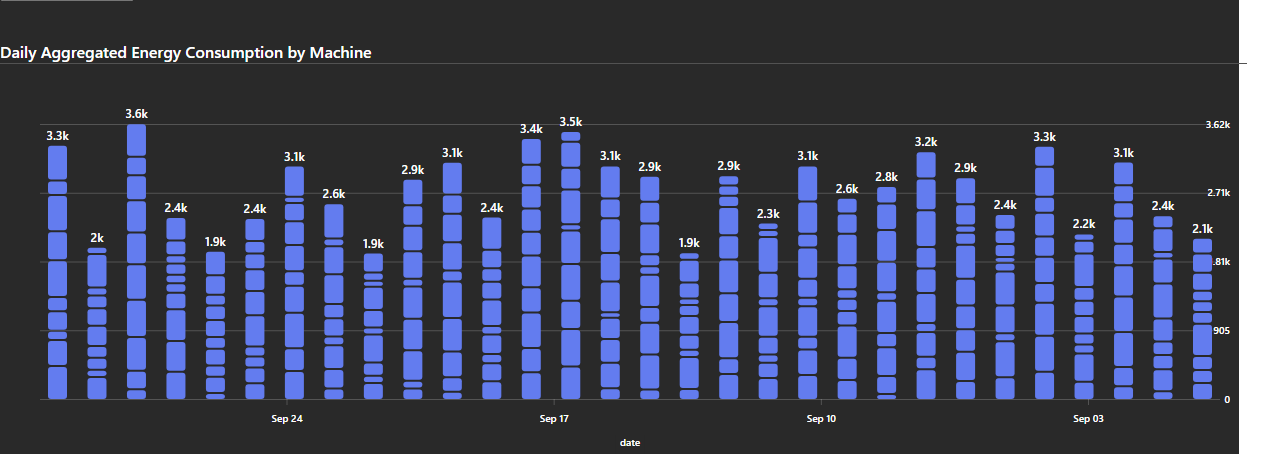 Daily Aggregated Energy Consumption by Machine
3.3k
2k
3.6k
2.4k
1.9k
2.4k
3.1k
2.6k
1.9k
2.9k
3.1k
2.4k
3.4k
3.5k
3.1k
2.9k
1.9k
2.9k
2.3k
3.1k
2.6k
2.8k
3.2k
2.9k
2.4k
3.3k
2.2k
3.1k
2.4k
2.1k
3.62k
2.71k
.81k
905
0
Sep 24
Sep 17
Sep 10
Sep 03
date